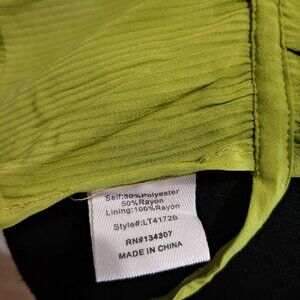 Self:50%Polyester
50%Rayon
Lining:100%Rayon
Style#:LT41726
RN#134307
MADE IN CHINA